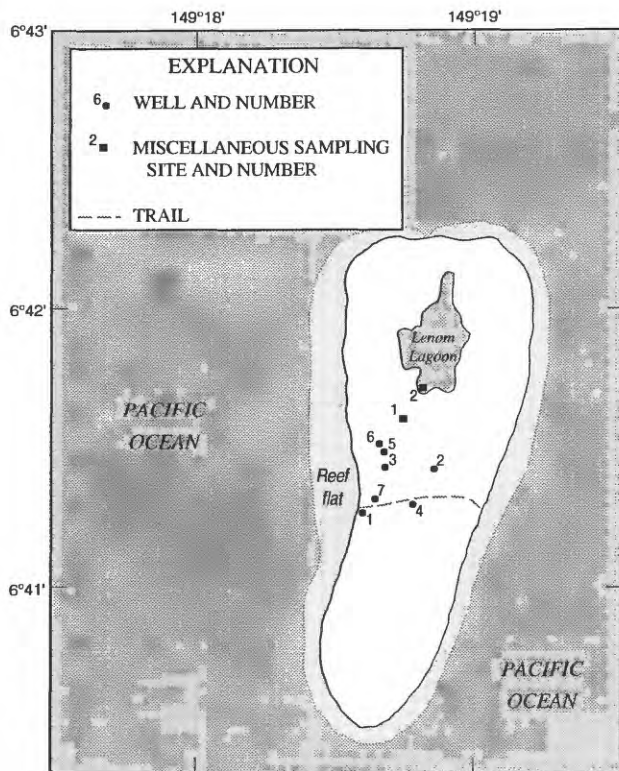 149°18' 149°19'
6°43'
EXPLANATION
6 WELL AND NUMBER
2 MISCELLANEOUS SAMPLING
SITE AND NUMBER
TRAIL
6°42'
Lenom
Lagoon
2
1
PACIFIC
OCEAN
6
5
3
2
Reef
flat
7
1
4
6°41'
PACIFIC
OCEAN